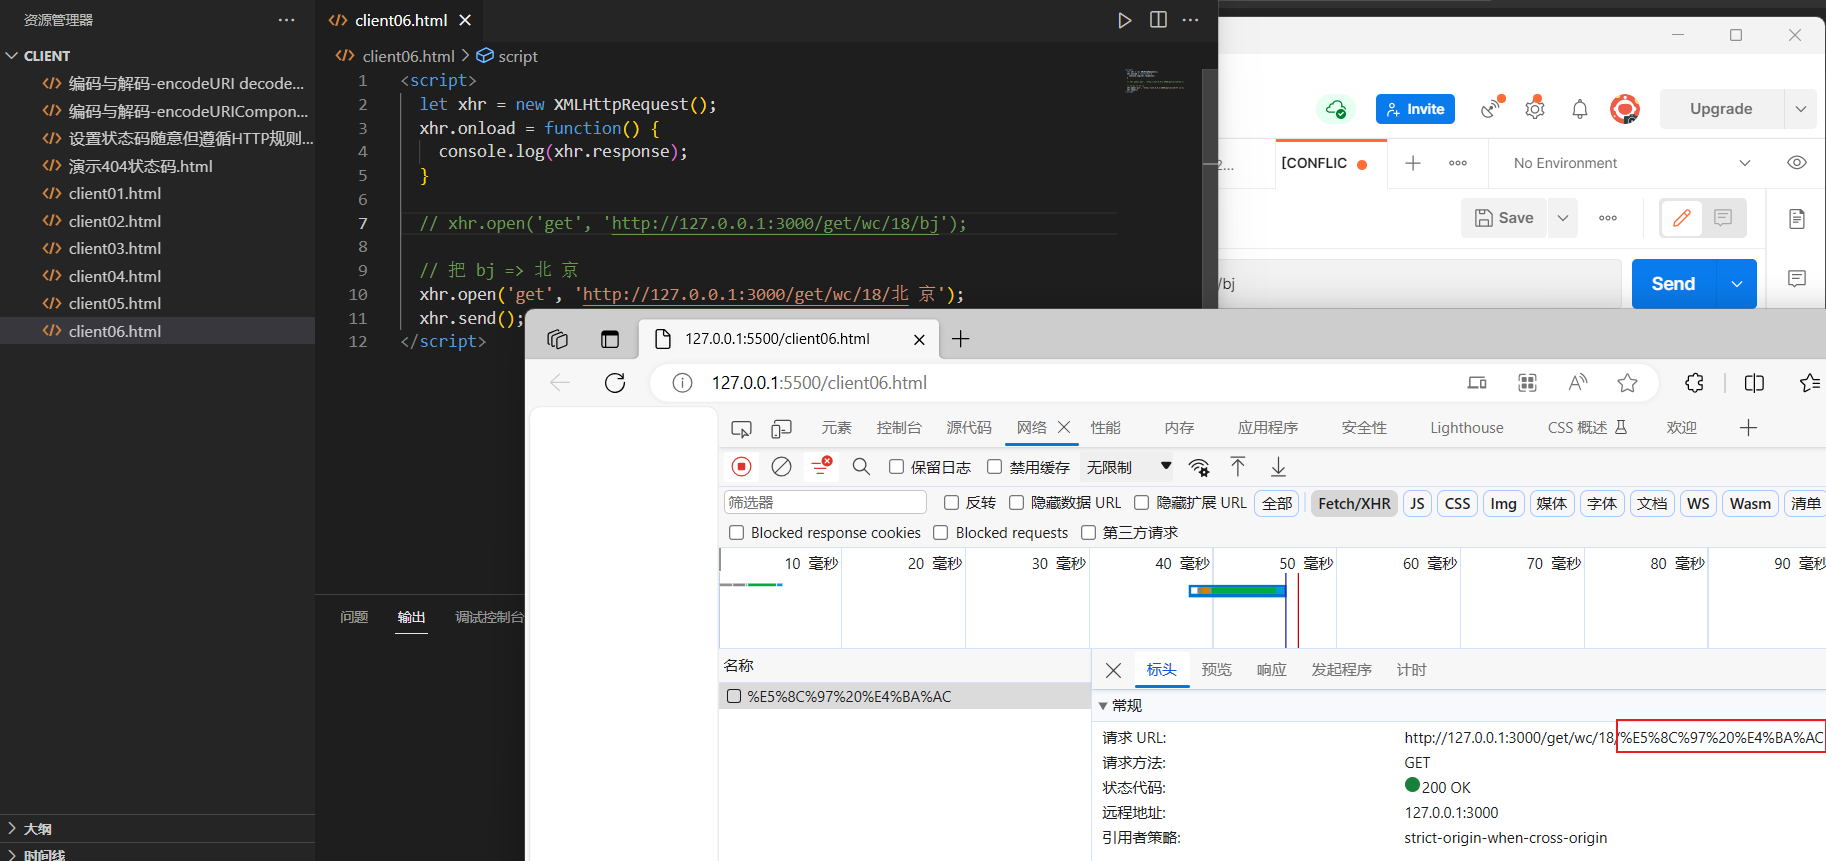 资源管理器
CLIENT
编码与解码-encodeURI decode...
编码与解码-encodeURICompon...
设置状态码随意但遵循HTTP规则...
演示404状态码.html
client01.html
client02.html
client03.html
client04.html
client05.html
client06.html
大纲
时间线
client06.html
client06.html > script
1 <script>
2 let xhr = new XMLHttpRequest();
3 xhr.onload = function() {
4 console.log(xhr.response);
5 }
6
7 // xhr.open('get', 'http://127.0.0.1:3000/get/wc/18/bj');
8
9 // 把 bj => 北 京
10 xhr.open('get', 'http://127.0.0.1:3000/get/wc/18/北 京');
11 xhr.send();
12 </script>
问题 输出 调试控制台
Invite
Upgrade
2...
[CONFLIC
No Environment
Save
/bj
Send
127.0.0.1:5500/client06.html
127.0.0.1:5500/client06.html
元素 控制台 源代码 网络 性能 内存 应用程序 安全性 Lighthouse CSS 概述 欢迎
保留日志 禁用缓存 无限制
筛选器 反转 隐藏数据 URL 隐藏扩展 URL 全部 Fetch/XHR JS CSS Img 媒体 字体 文档 WS Wasm 清单
Blocked response cookies Blocked requests 第三方请求
10 毫秒 20 毫秒 30 毫秒 40 毫秒 50 毫秒 60 毫秒 70 毫秒 80 毫秒 90 毫秒
名称
%E5%8C%97%20%E4%BA%AC
标头 预览 响应 发起程序 计时
常规
请求 URL: http://127.0.0.1:3000/get/wc/18/%E5%8C%97%20%E4%BA%AC
请求方法: GET
状态代码: 200 OK
远程地址: 127.0.0.1:3000
引用者策略: strict-origin-when-cross-origin